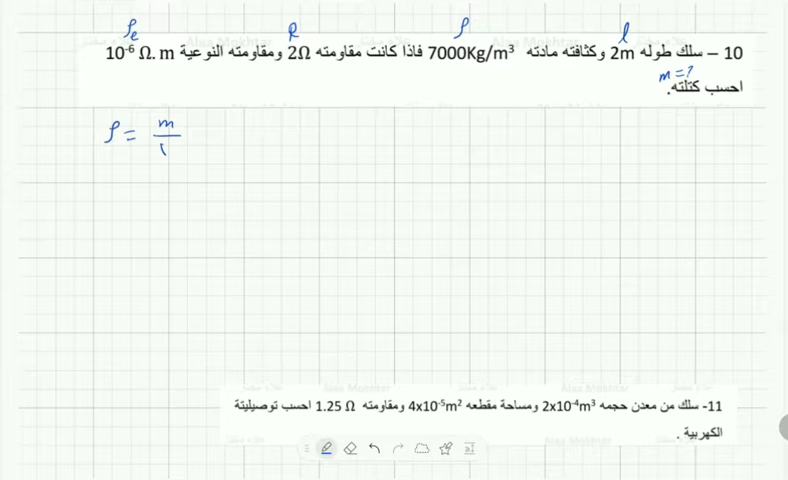 ρe R ρ l
10 – سلك طوله 2m وكثافته مادته 7000Kg/m³ فاذا كانت مقاومته 2Ω ومقاومته النوعية 10⁻⁶ Ω.m
m = ?
احسب كتلته.
ρ = m
11- سلك من معدن حجمه 2x10⁻⁴m³ ومساحة مقطعه 4x10⁻⁵m² ومقاومته 1.25 Ω احسب توصيليتة
الكهربية .